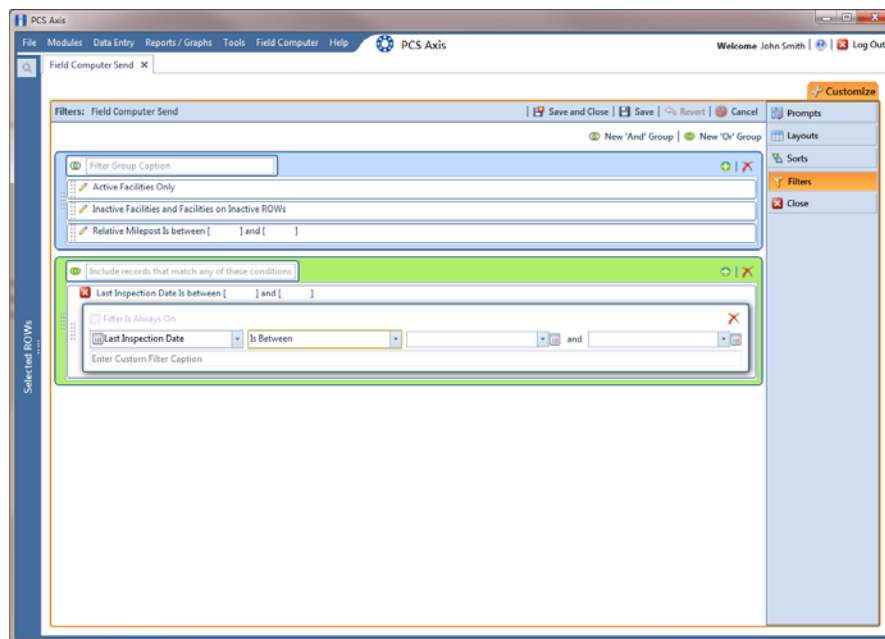 PCS Axis
File Modules Data Entry Reports / Graphs Tools Field Computer Help PCS Axis Welcome John Smith | | Log Out
Field Computer Send
Customize
Filters: Field Computer Send | Save and Close | Save | Revert | Cancel
Prompts
New 'And' Group | New 'Or' Group
Layouts
Sorts
Filters
Close
Filter Group Caption
Active Facilities Only
Inactive Facilities and Facilities on Inactive ROWs
Relative Milepost Is between [ ] and [ ]
Include records that match any of these conditions
Last Inspection Date Is between [ ] and [ ]
Filter Is Always On
Last Inspection Date Is Between and
Enter Custom Filter Caption
Selected ROWs